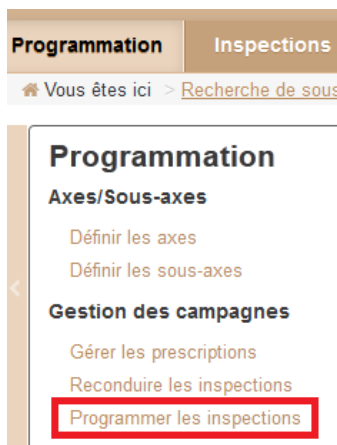 Programmation Inspections
Vous êtes ici > Recherche de sous
Programmation
Axes/Sous-axes
Définir les axes
Définir les sous-axes
Gestion des campagnes
Gérer les prescriptions
Reconduire les inspections
Programmer les inspections